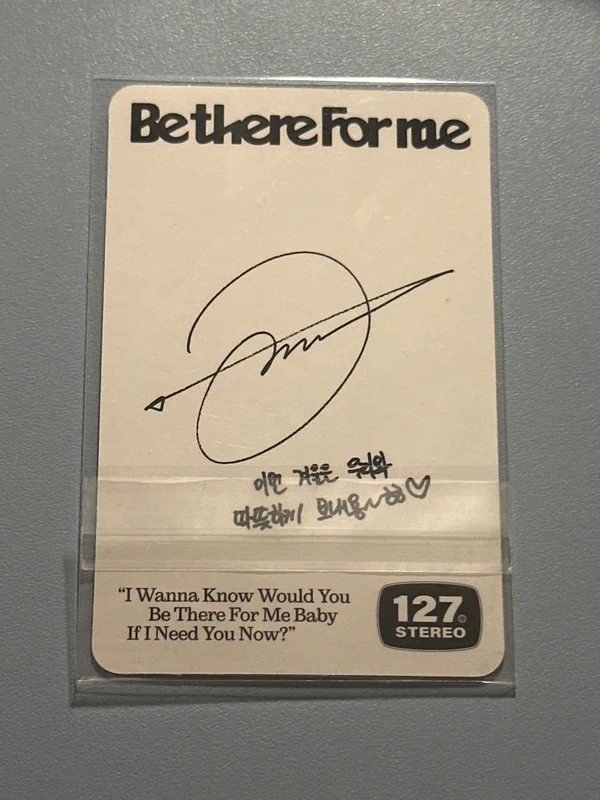 Be there For me
이번 겨울은 우리와
따뜻하게 보내용~ㅎㅎ♡
“I Wanna Know Would You
Be There For Me Baby
If I Need You Now?”
127©
STEREO